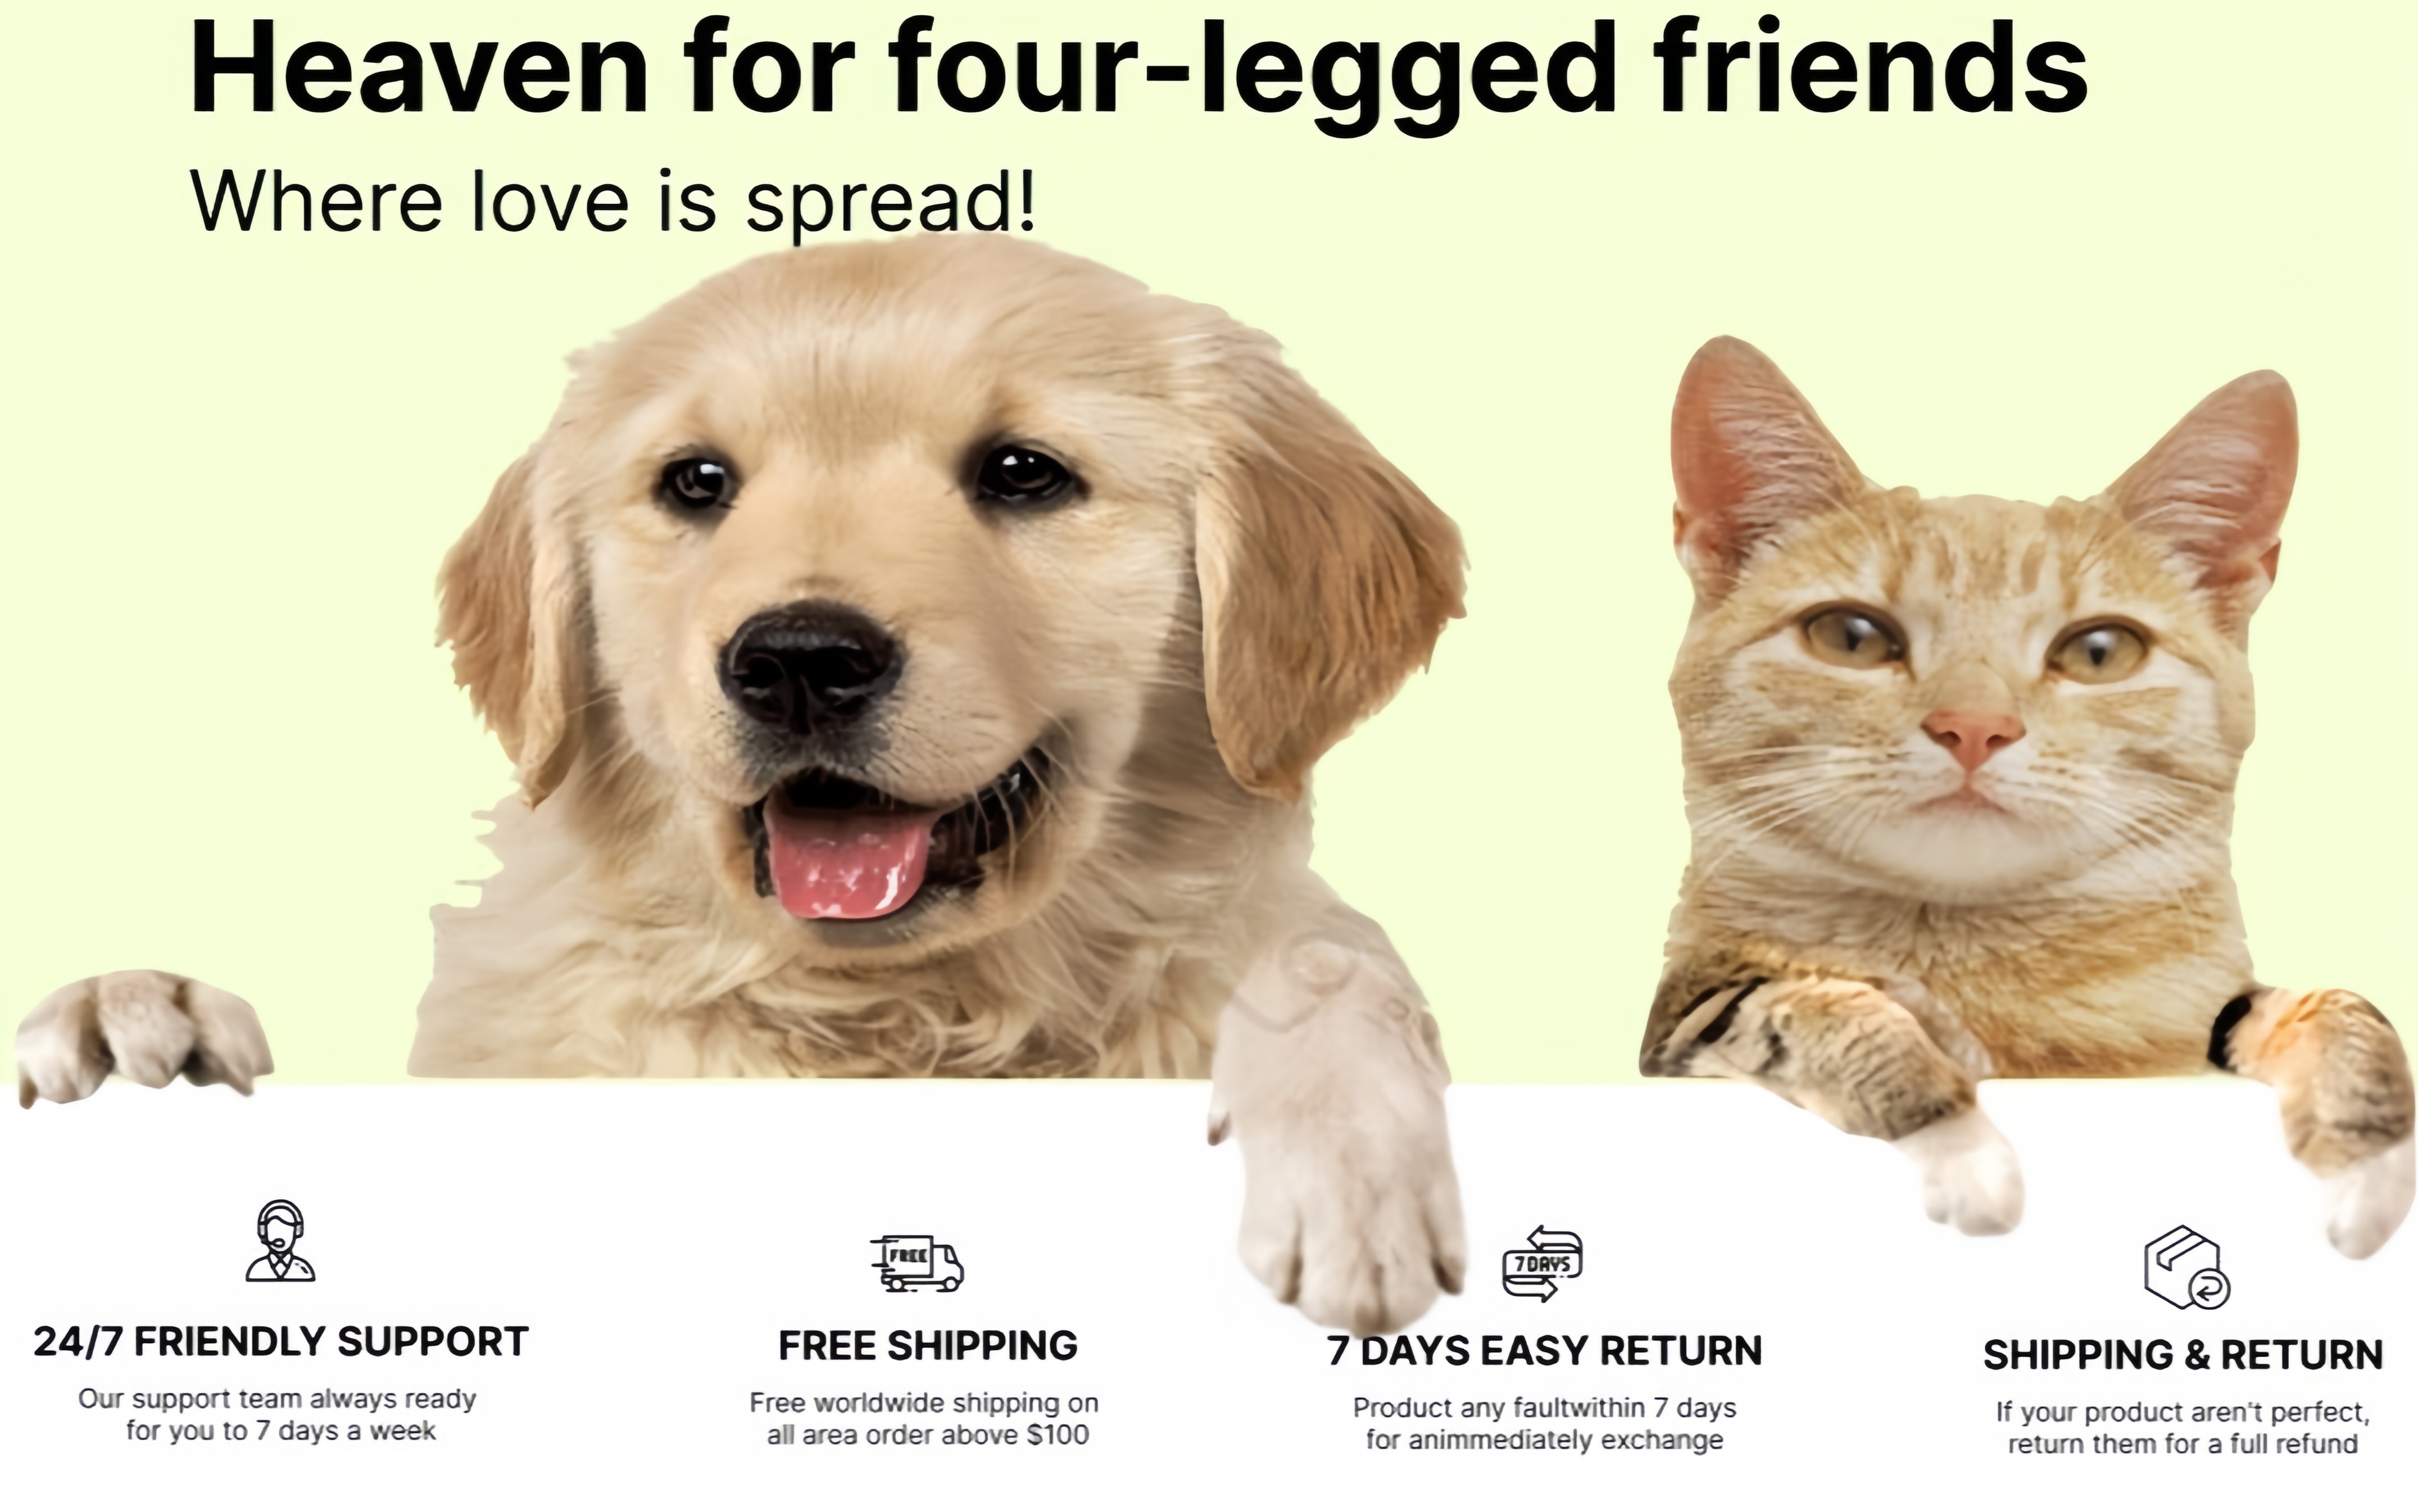 Heaven for four-legged friends
Where love is spread!
FREE
7 DAYS
24/7 FRIENDLY SUPPORT
Our support team always ready
for you to 7 days a week
FREE SHIPPING
Free worldwide shipping on
all area order above $100
7 DAYS EASY RETURN
Product any faultwithin 7 days
for animmediately exchange
SHIPPING & RETURN
If your product aren't perfect,
return them for a full refund